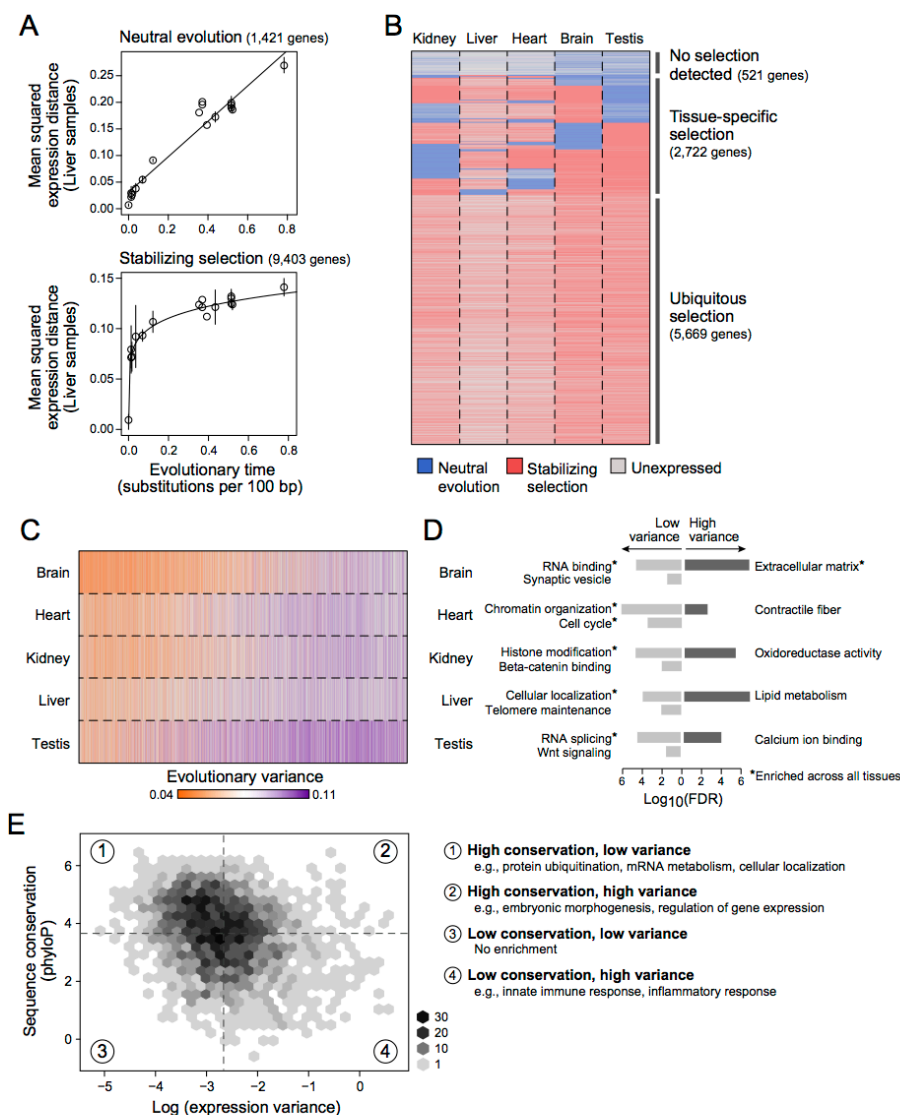 A
Neutral evolution (1,421 genes)
Mean squared
expression distance
(Liver samples)
0.25
0.20
0.15
0.10
0.05
0.00
0.0 0.2 0.4 0.6 0.8
Stabilizing selection (9,403 genes)
Mean squared
expression distance
(Liver samples)
0.15
0.10
0.05
0.00
0.0 0.2 0.4 0.6 0.8
Evolutionary time
(substitutions per 100 bp)
B
Kidney Liver Heart Brain Testis
No selection
detected (521 genes)
Tissue-specific
selection
(2,722 genes)
Ubiquitous
selection
(5,669 genes)
Neutral
evolution
Stabilizing
selection
Unexpressed
C
Brain
Heart
Kidney
Liver
Testis
Evolutionary variance
0.04 0.11
D
Low
variance
High
variance
Brain
RNA binding*
Synaptic vesicle
Extracellular matrix*
Heart
Chromatin organization*
Cell cycle*
Contractile fiber
Kidney
Histone modification*
Beta-catenin binding
Oxidoreductase activity
Liver
Cellular localization*
Telomere maintenance
Lipid metabolism
Testis
RNA splicing*
Wnt signaling
Calcium ion binding
6 4 2 0 2 4 6
*Enriched across all tissues
Log10(FDR)
E
Sequence conservation
(phyloP)
6
4
2
0
1
2
3
4
30
20
10
1
−5 −4 −3 −2 −1 0
Log (expression variance)
1 High conservation, low variance
e.g., protein ubiquitination, mRNA metabolism, cellular localization
2 High conservation, high variance
e.g., embryonic morphogenesis, regulation of gene expression
3 Low conservation, low variance
No enrichment
4 Low conservation, high variance
e.g., innate immune response, inflammatory response